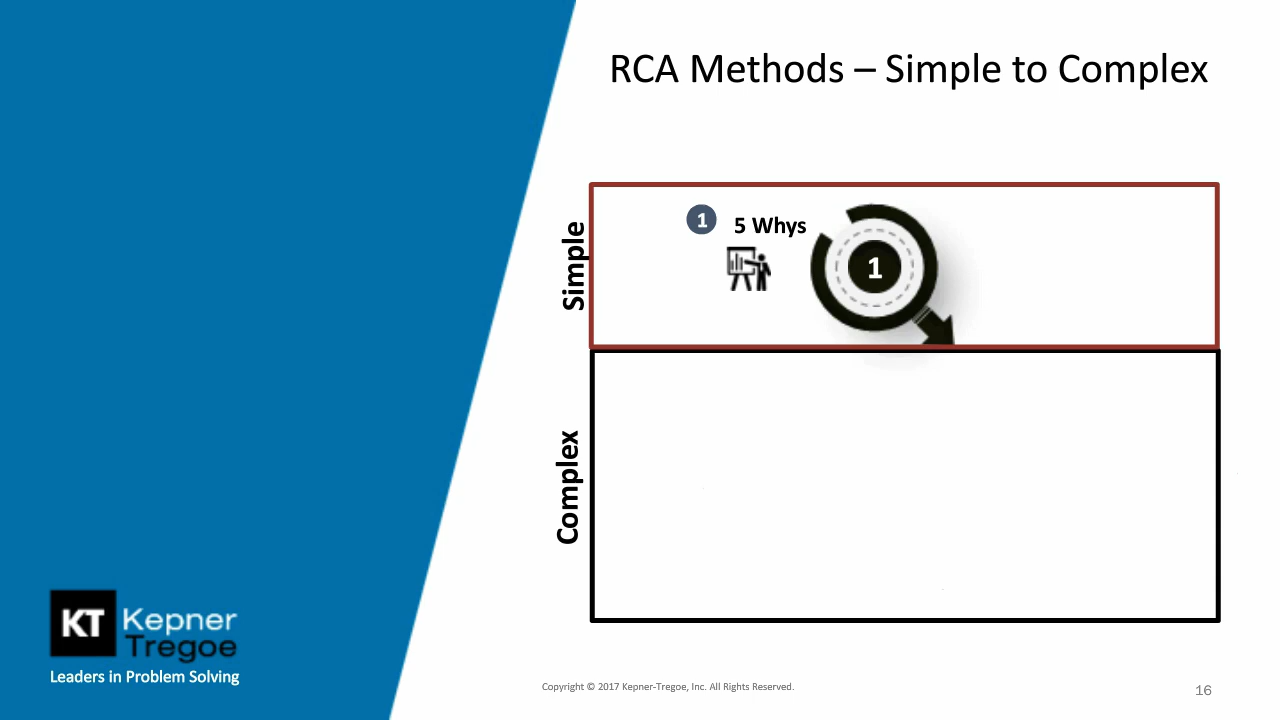 RCA Methods – Simple to Complex
Simple
1
5 Whys
1
Complex
KT Kepner
Tregoe
Leaders in Problem Solving
Copyright © 2017 Kepner-Tregoe, Inc. All Rights Reserved.
16